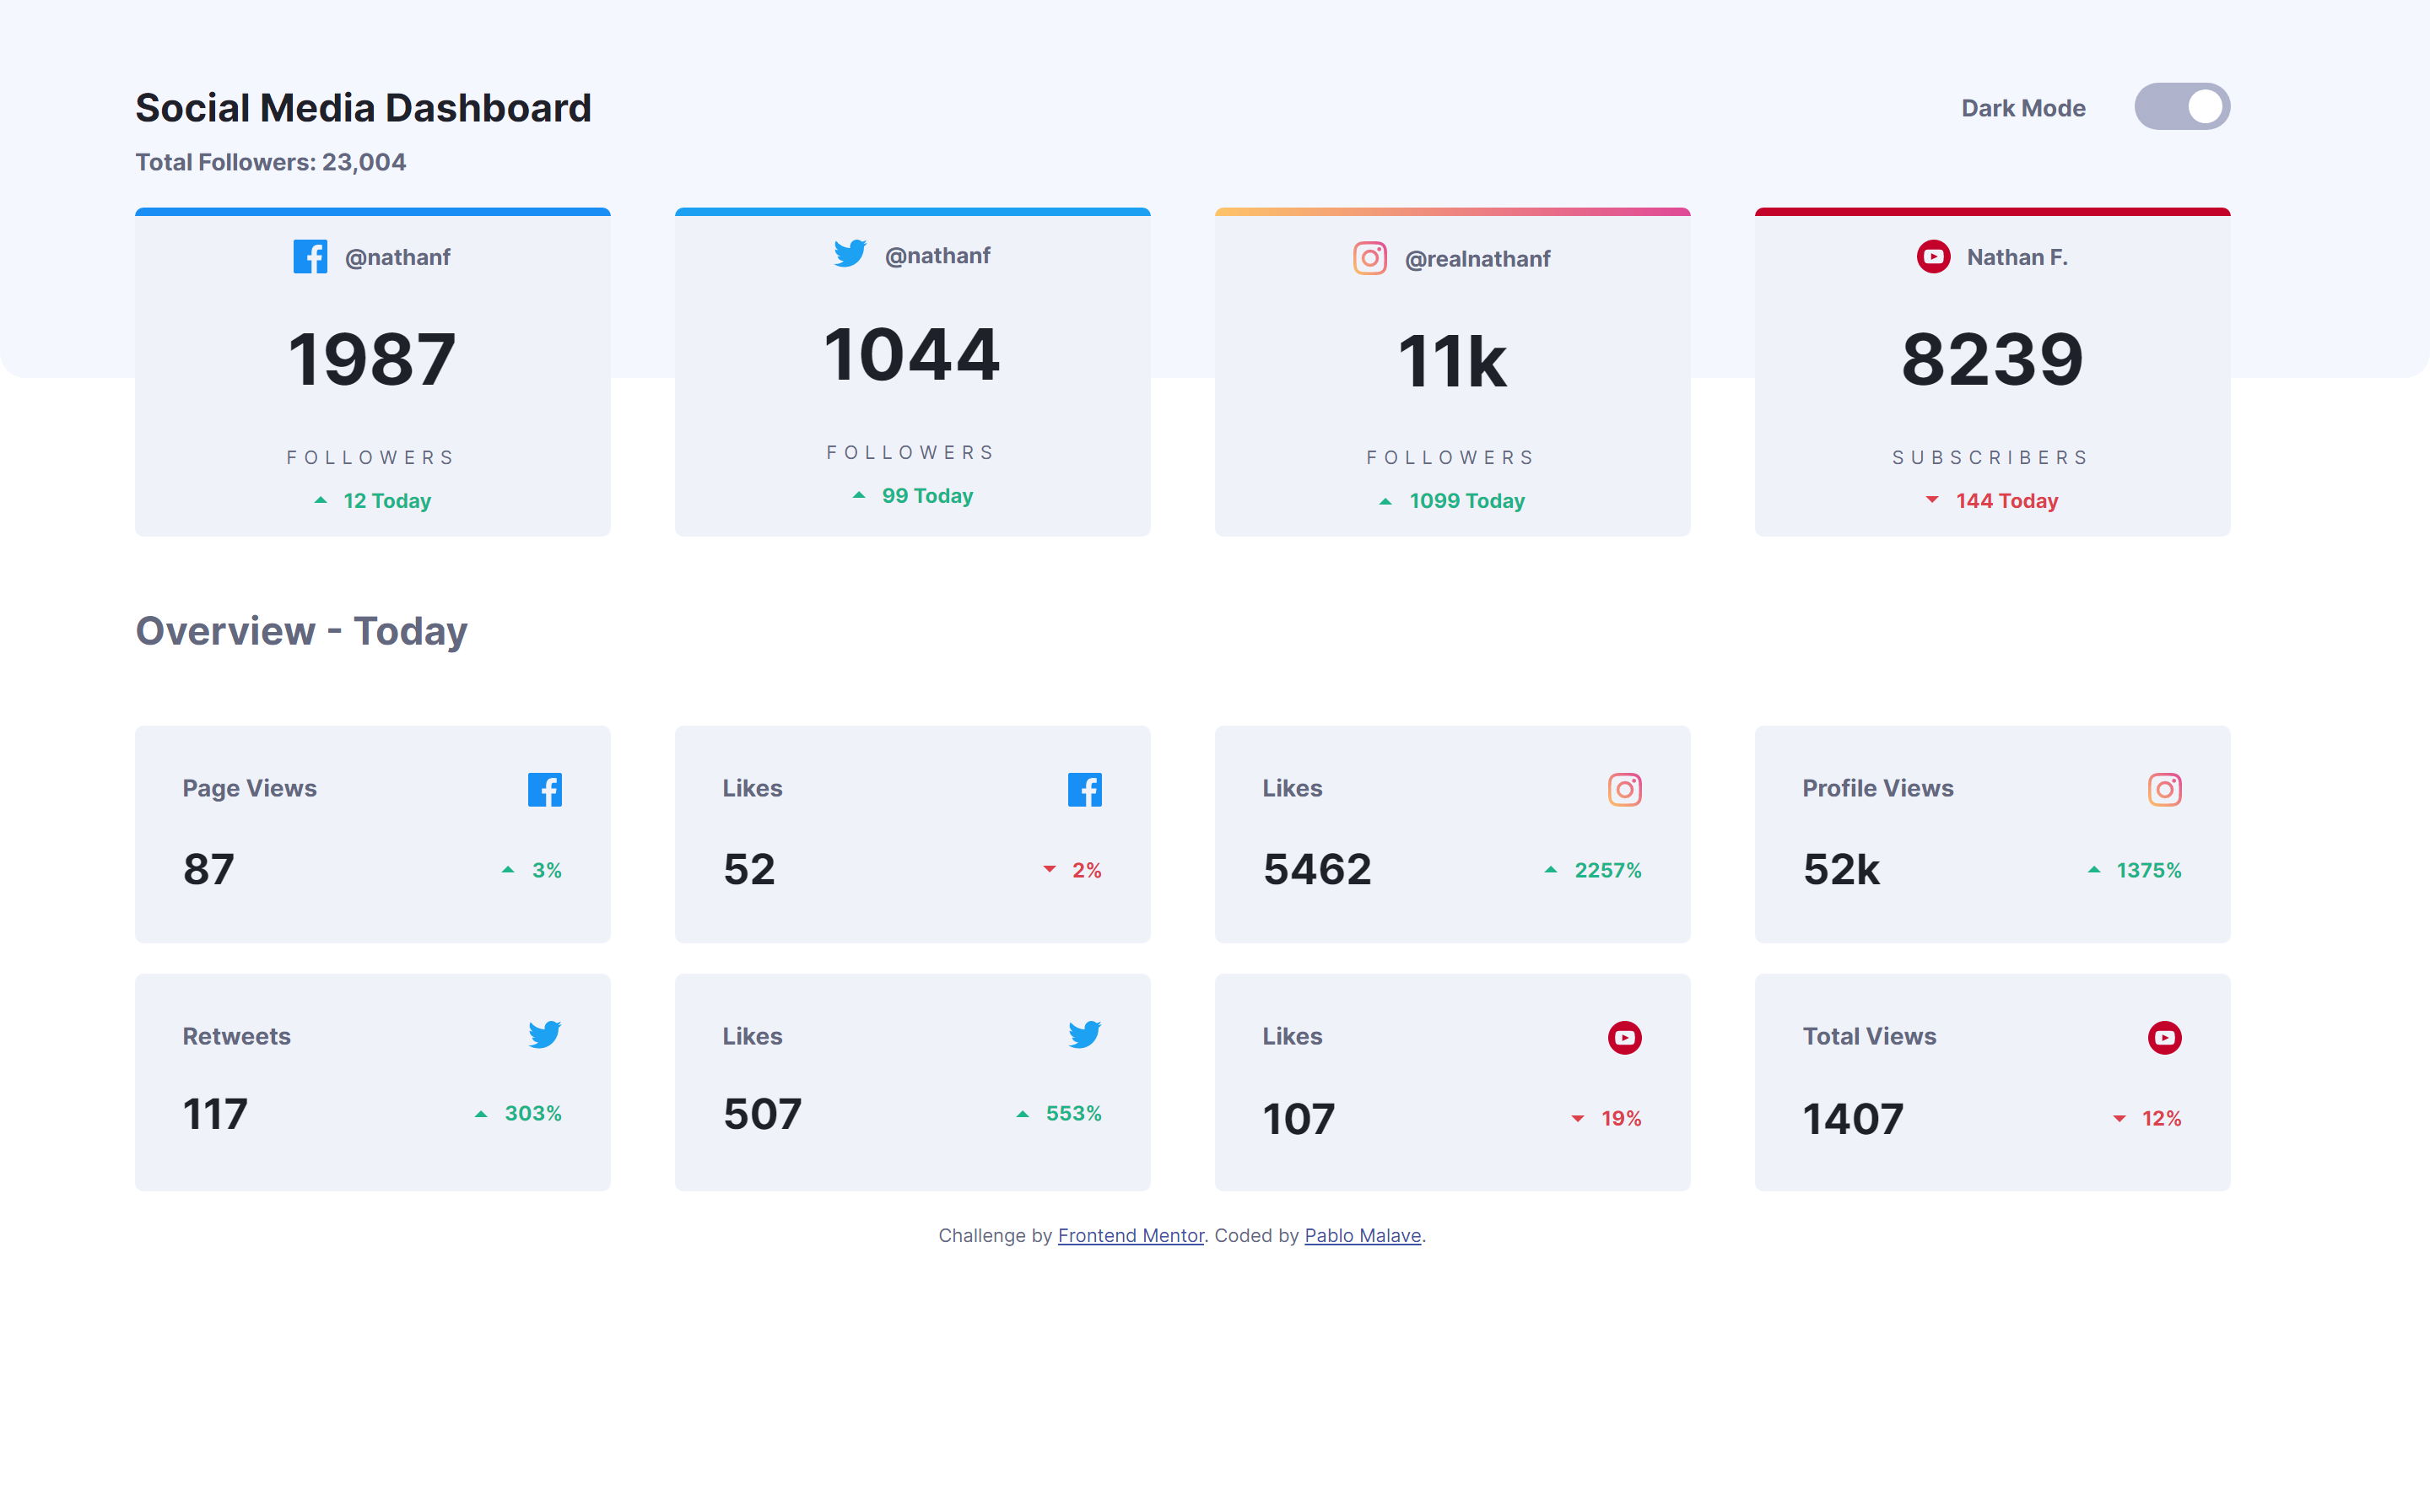 Social Media Dashboard
Dark Mode
Total Followers: 23,004
@nathanf
1987
FOLLOWERS
12 Today
@nathanf
1044
FOLLOWERS
99 Today
@realnathanf
11k
FOLLOWERS
1099 Today
Nathan F.
8239
SUBSCRIBERS
144 Today
Overview - Today
Page Views
87
3%
Likes
52
2%
Likes
5462
2257%
Profile Views
52k
1375%
Retweets
117
303%
Likes
507
553%
Likes
107
19%
Total Views
1407
12%
Challenge by Frontend Mentor. Coded by Pablo Malave.